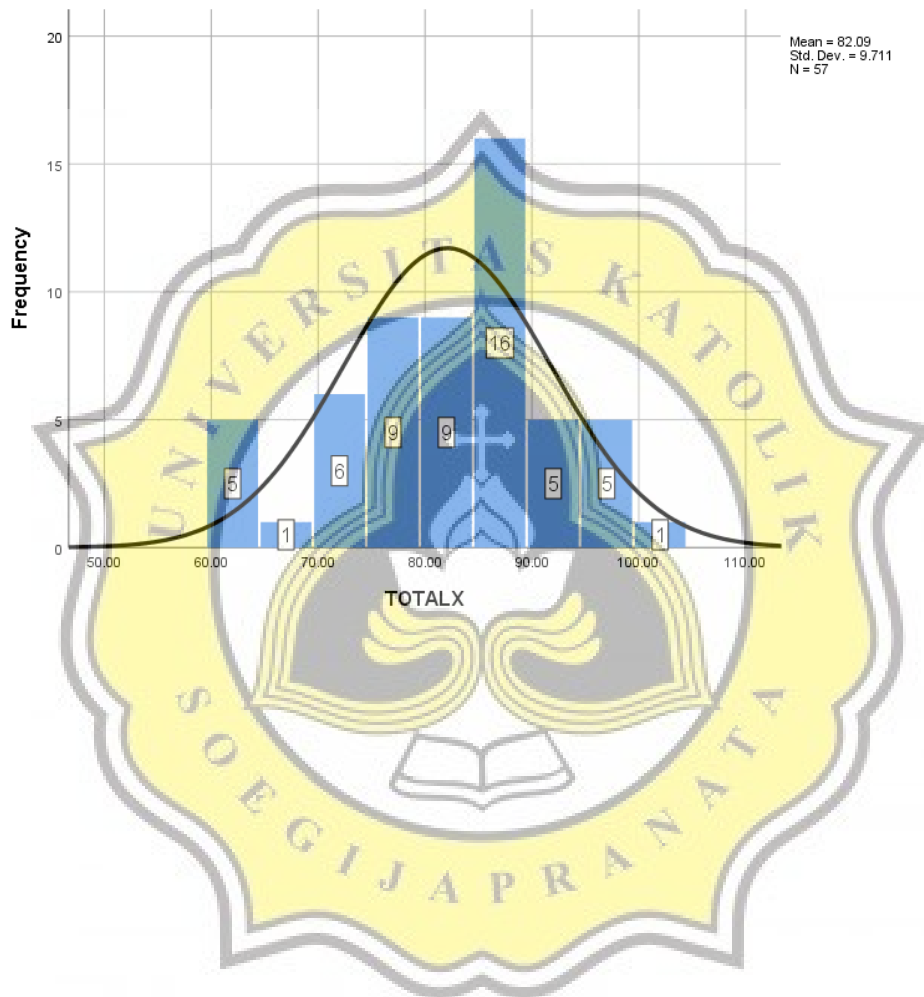 20
Mean = 82.09
Std. Dev. = 9.711
N = 57
15
10
5
0
Frequency
16
9
9
6
5
5
5
1
1
50.00 60.00 70.00 80.00 90.00 100.00 110.00
TOTALX
UNIVERSITAS KATOLIK
SOEGIJAPRANATA